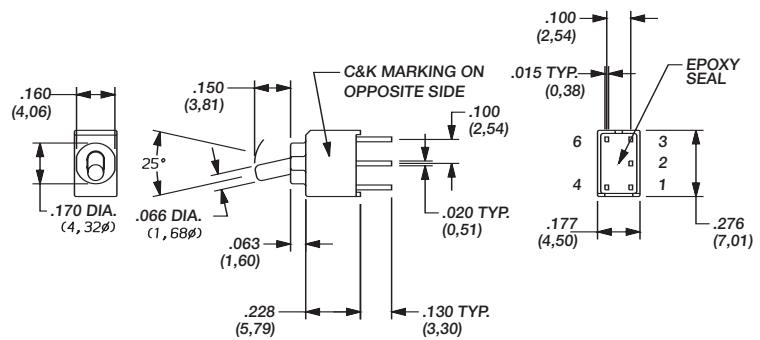 .160
(4,06)
.170 DIA.
(4,32ø)
25°
.066 DIA.
(1,68ø)
.150
(3,81)
C&K MARKING ON
OPPOSITE SIDE
.100
(2,54)
.020 TYP.
(0,51)
.063
(1,60)
.228
(5,79)
.130 TYP.
(3,30)
.100
(2,54)
.015 TYP.
(0,38)
EPOXY
SEAL
6
3
2
4
1
.177
(4,50)
.276
(7,01)